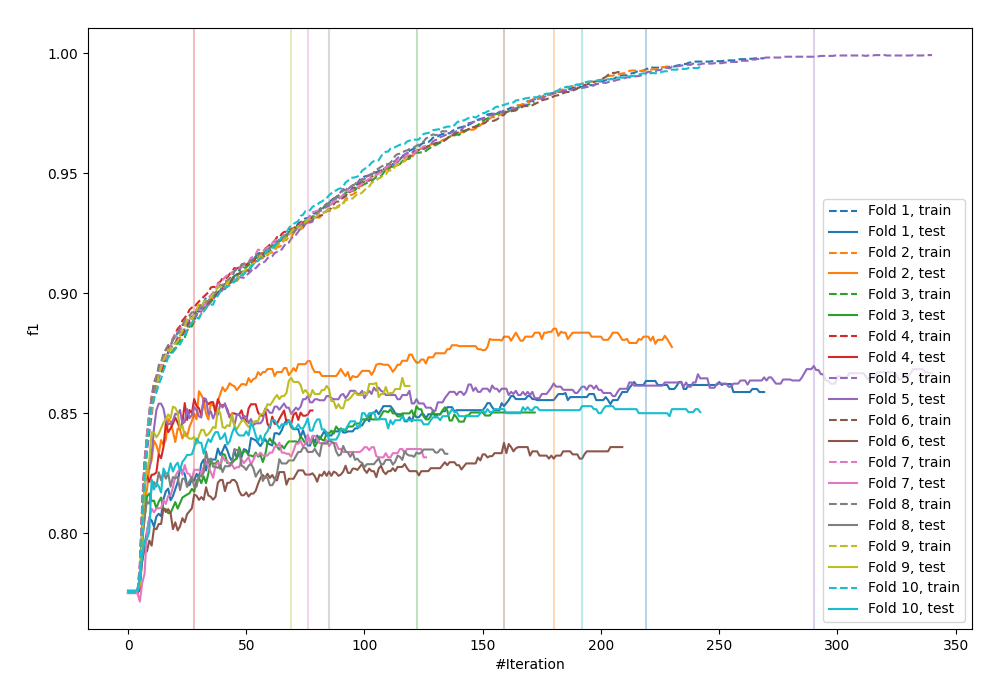 1.00
0.95
0.90
0.85
0.80
f1
0
50
100
150
200
250
300
350
#Iteration
Fold 1, train
Fold 1, test
Fold 2, train
Fold 2, test
Fold 3, train
Fold 3, test
Fold 4, train
Fold 4, test
Fold 5, train
Fold 5, test
Fold 6, train
Fold 6, test
Fold 7, train
Fold 7, test
Fold 8, train
Fold 8, test
Fold 9, train
Fold 9, test
Fold 10, train
Fold 10, test